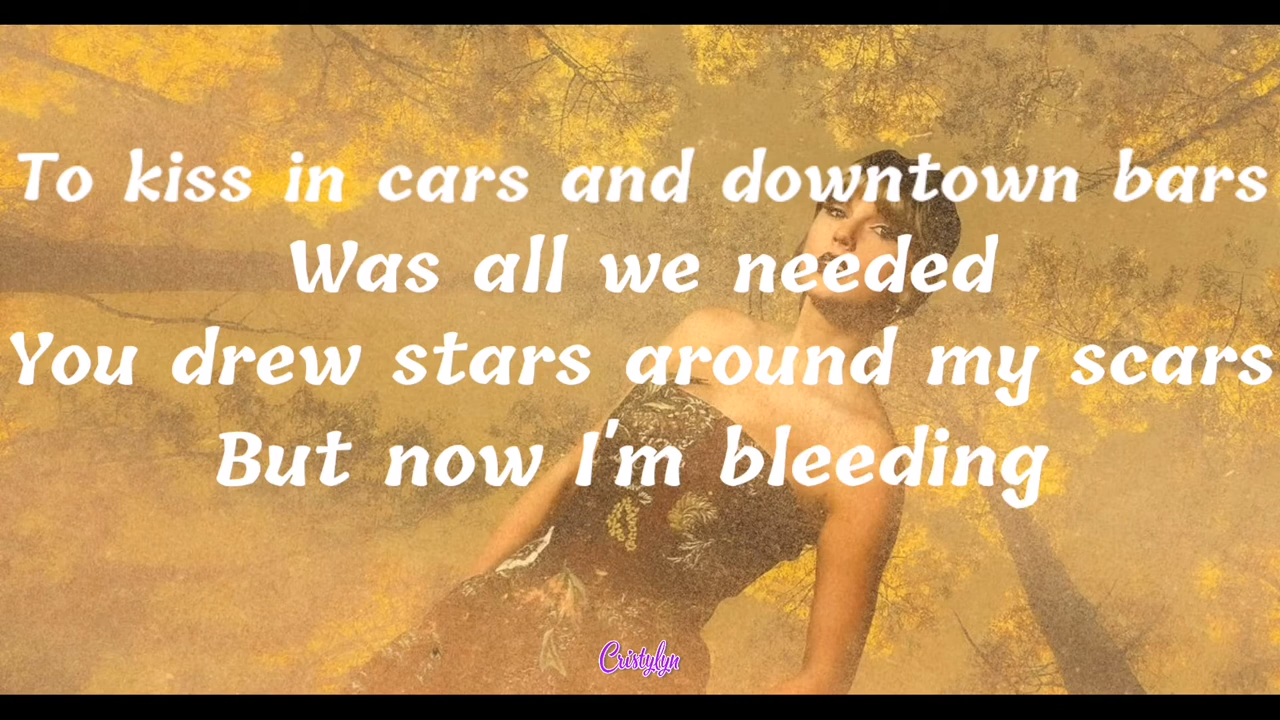 To kiss in cars and downtown bars
Was all we needed
You drew stars around my scars
But now I'm bleeding
Cristylyn